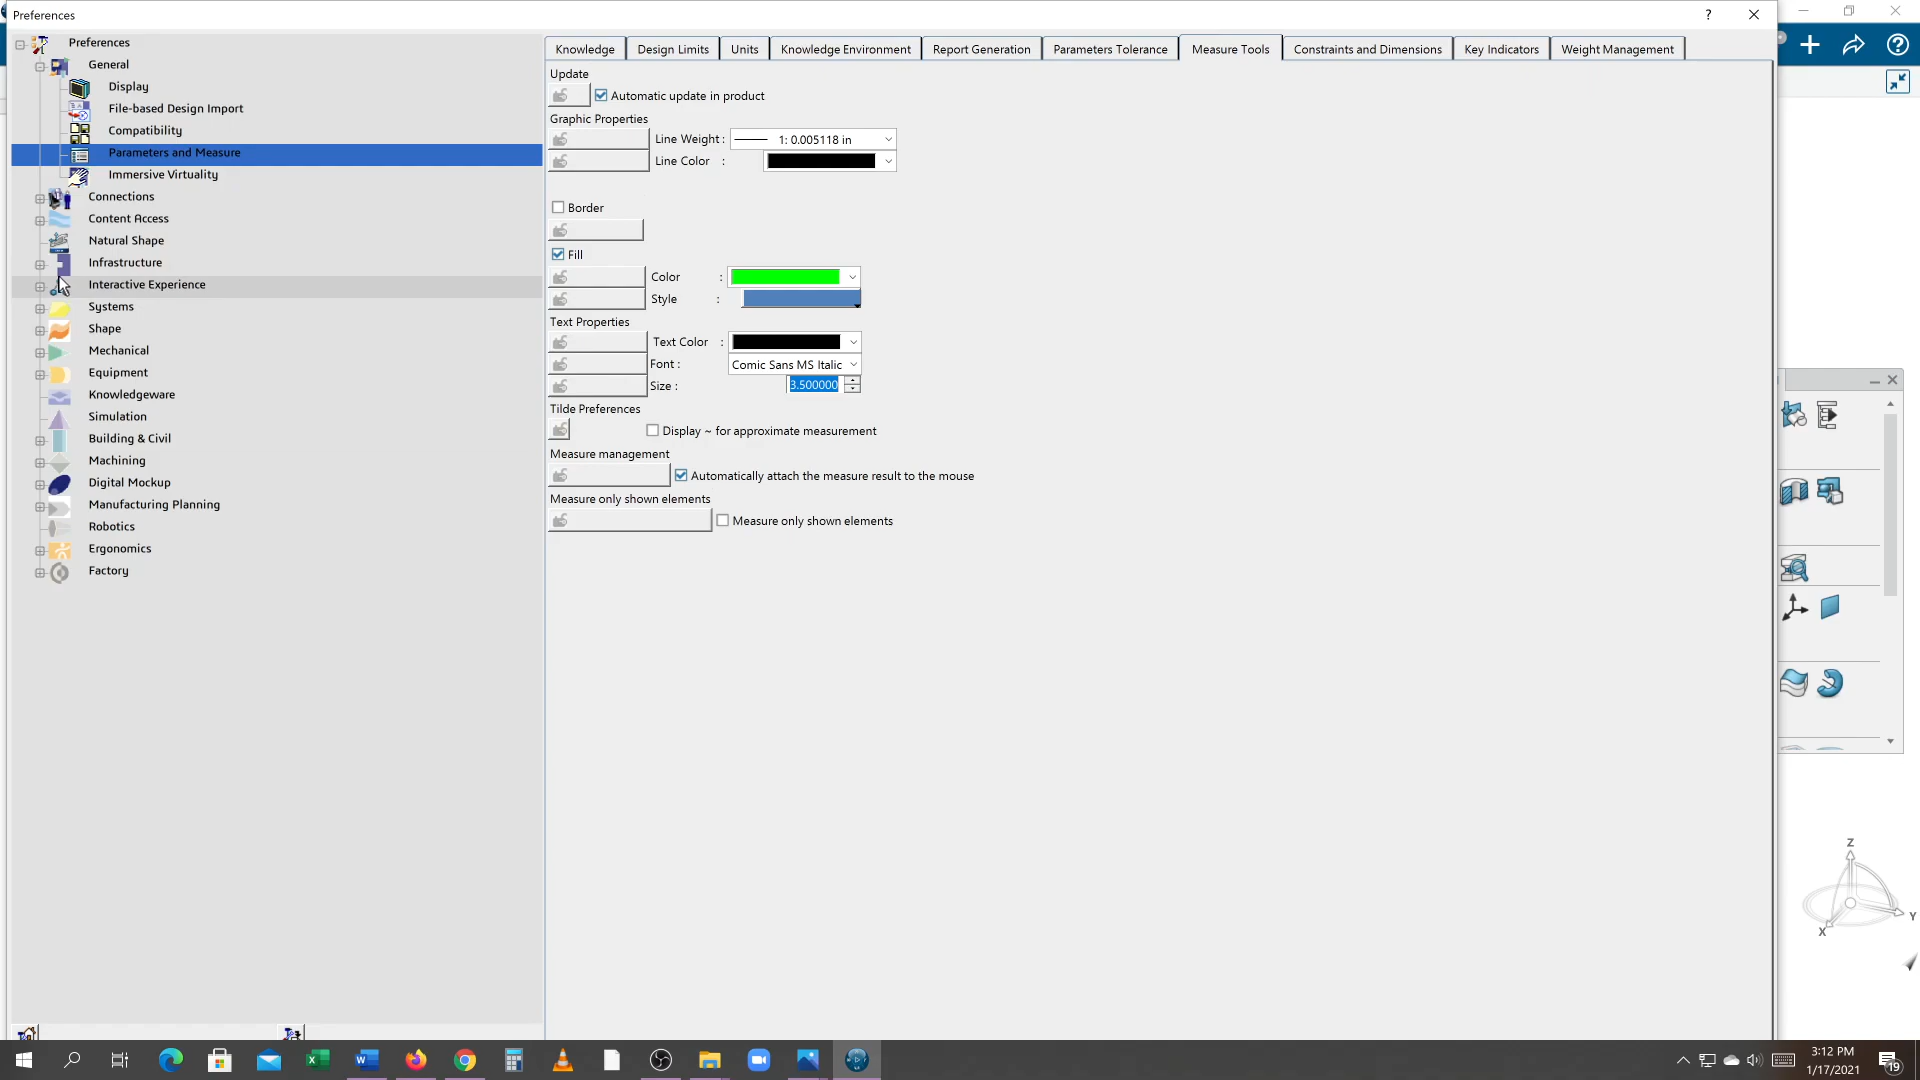 Preferences
Preferences
General
Display
File-based Design Import
Compatibility
Parameters and Measure
Immersive Virtuality
Connections
Content Access
Natural Shape
Infrastructure
Interactive Experience
Systems
Shape
Mechanical
Equipment
Knowledgeware
Simulation
Building & Civil
Machining
Digital Mockup
Manufacturing Planning
Robotics
Ergonomics
Factory
Knowledge Design Limits Units Knowledge Environment Report Generation Parameters Tolerance Measure Tools Constraints and Dimensions Key Indicators Weight Management
Update
Automatic update in product
Graphic Properties
Line Weight : 1: 0.005118 in
Line Color :
Border
Fill
Color :
Style :
Text Properties
Text Color :
Font : Comic Sans MS Italic
Size : 3.500000
Tilde Preferences
Display ~ for approximate measurement
Measure management
Automatically attach the measure result to the mouse
Measure only shown elements
Measure only shown elements
Z
Y
X
3:12 PM
1/17/2021
19